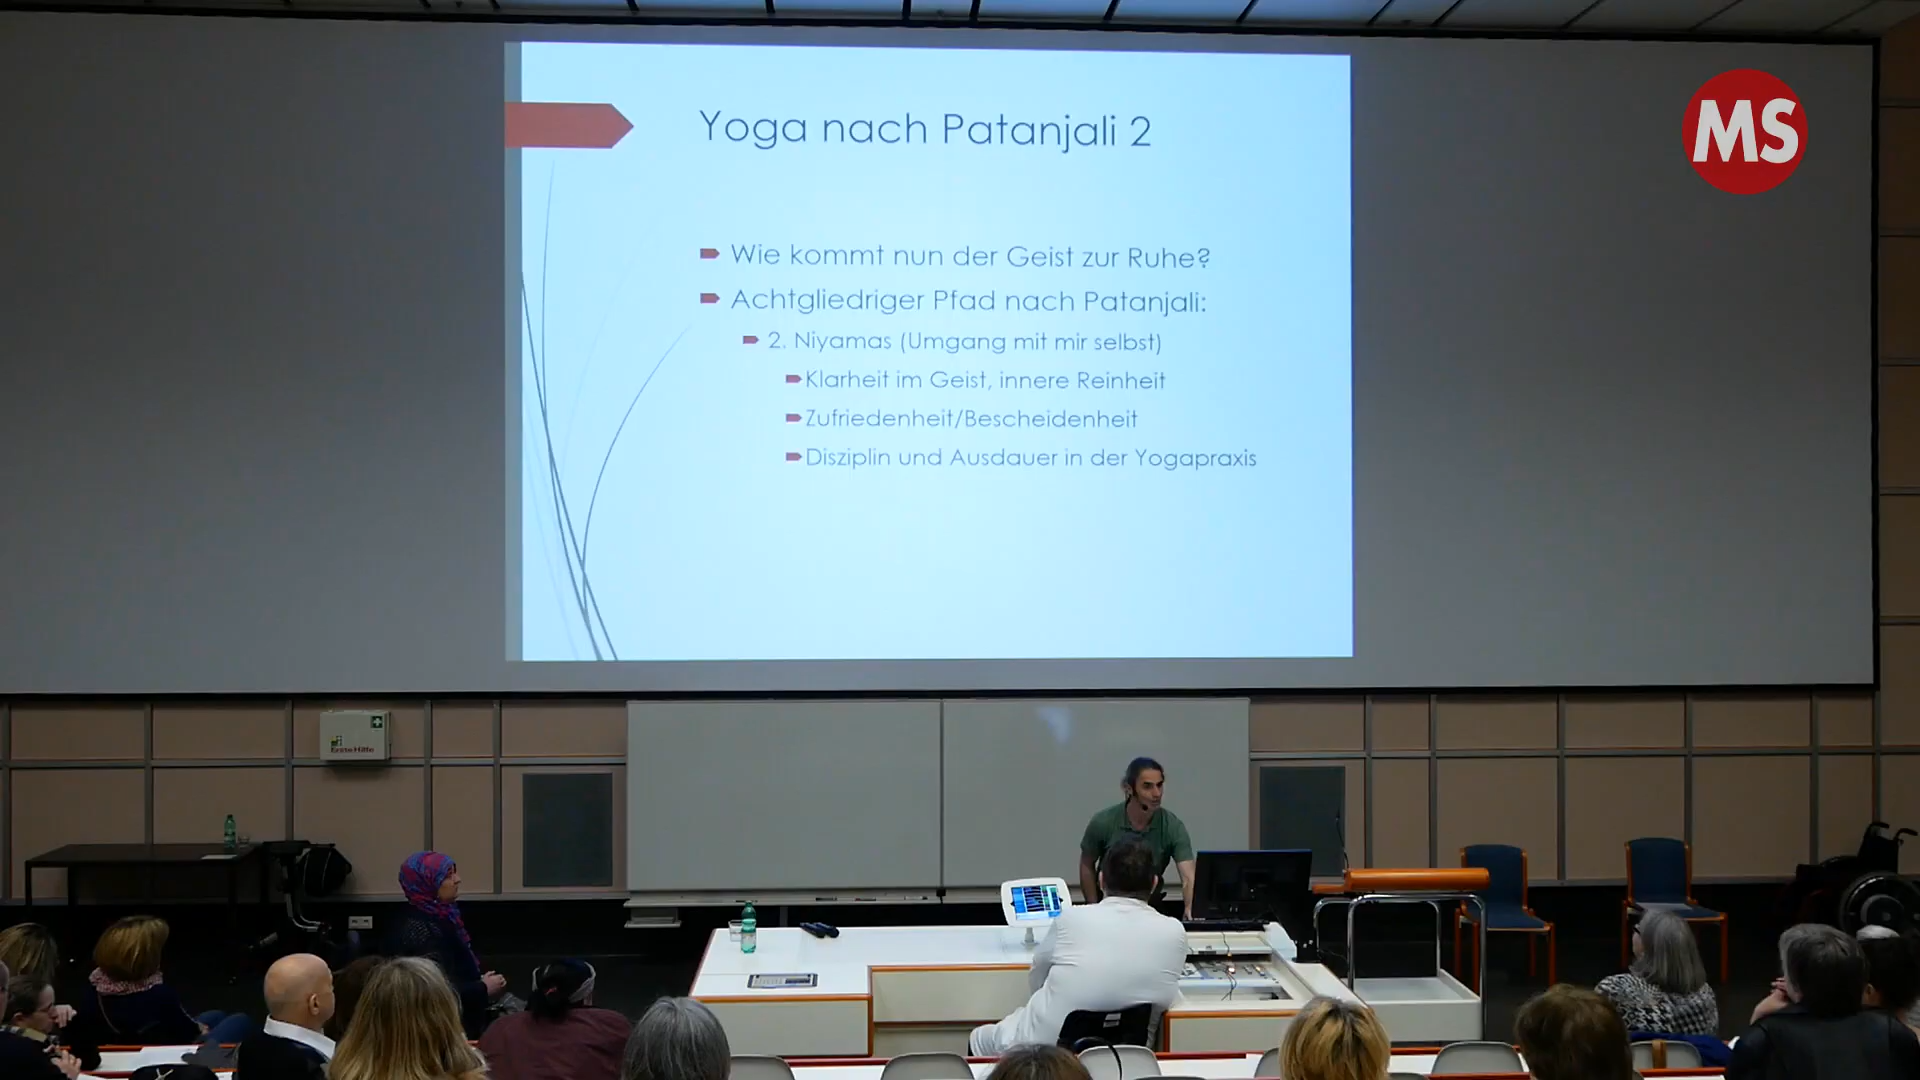 Yoga nach Patanjali 2
MS
Wie kommt nun der Geist zur Ruhe?
Achtgliedriger Pfad nach Patanjali:
2. Niyamas (Umgang mit mir selbst)
Klarheit im Geist, innere Reinheit
Zufriedenheit/Bescheidenheit
Disziplin und Ausdauer in der Yogapraxis
Erste Hilfe